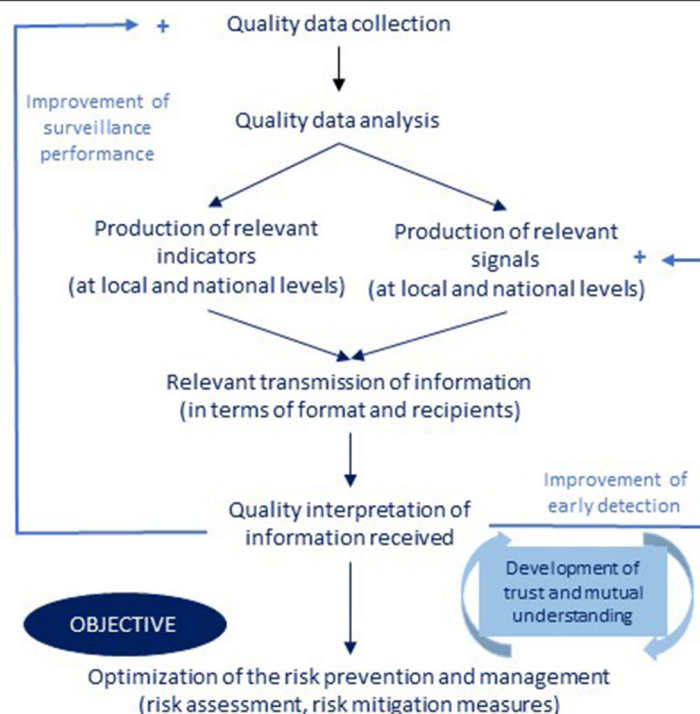 + Quality data collection
Improvement of
surveillance
performance
Quality data analysis
Production of relevant
indicators
(at local and national levels)
Production of relevant
signals
(at local and national levels)
+
Relevant transmission of information
(in terms of format and recipients)
Quality interpretation of
information received
Improvement of
early detection
Development of
trust and mutual
understanding
OBJECTIVE
Optimization of the risk prevention and management
(risk assessment, risk mitigation measures)